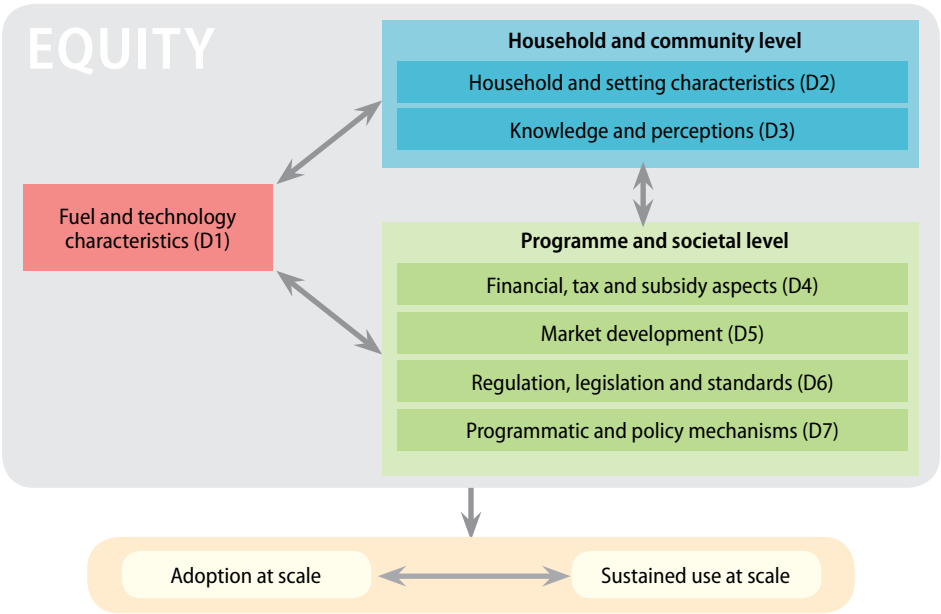 EQUITY
Household and community level
Household and setting characteristics (D2)
Knowledge and perceptions (D3)
Fuel and technology
characteristics (D1)
Programme and societal level
Financial, tax and subsidy aspects (D4)
Market development (D5)
Regulation, legislation and standards (D6)
Programmatic and policy mechanisms (D7)
Adoption at scale
Sustained use at scale